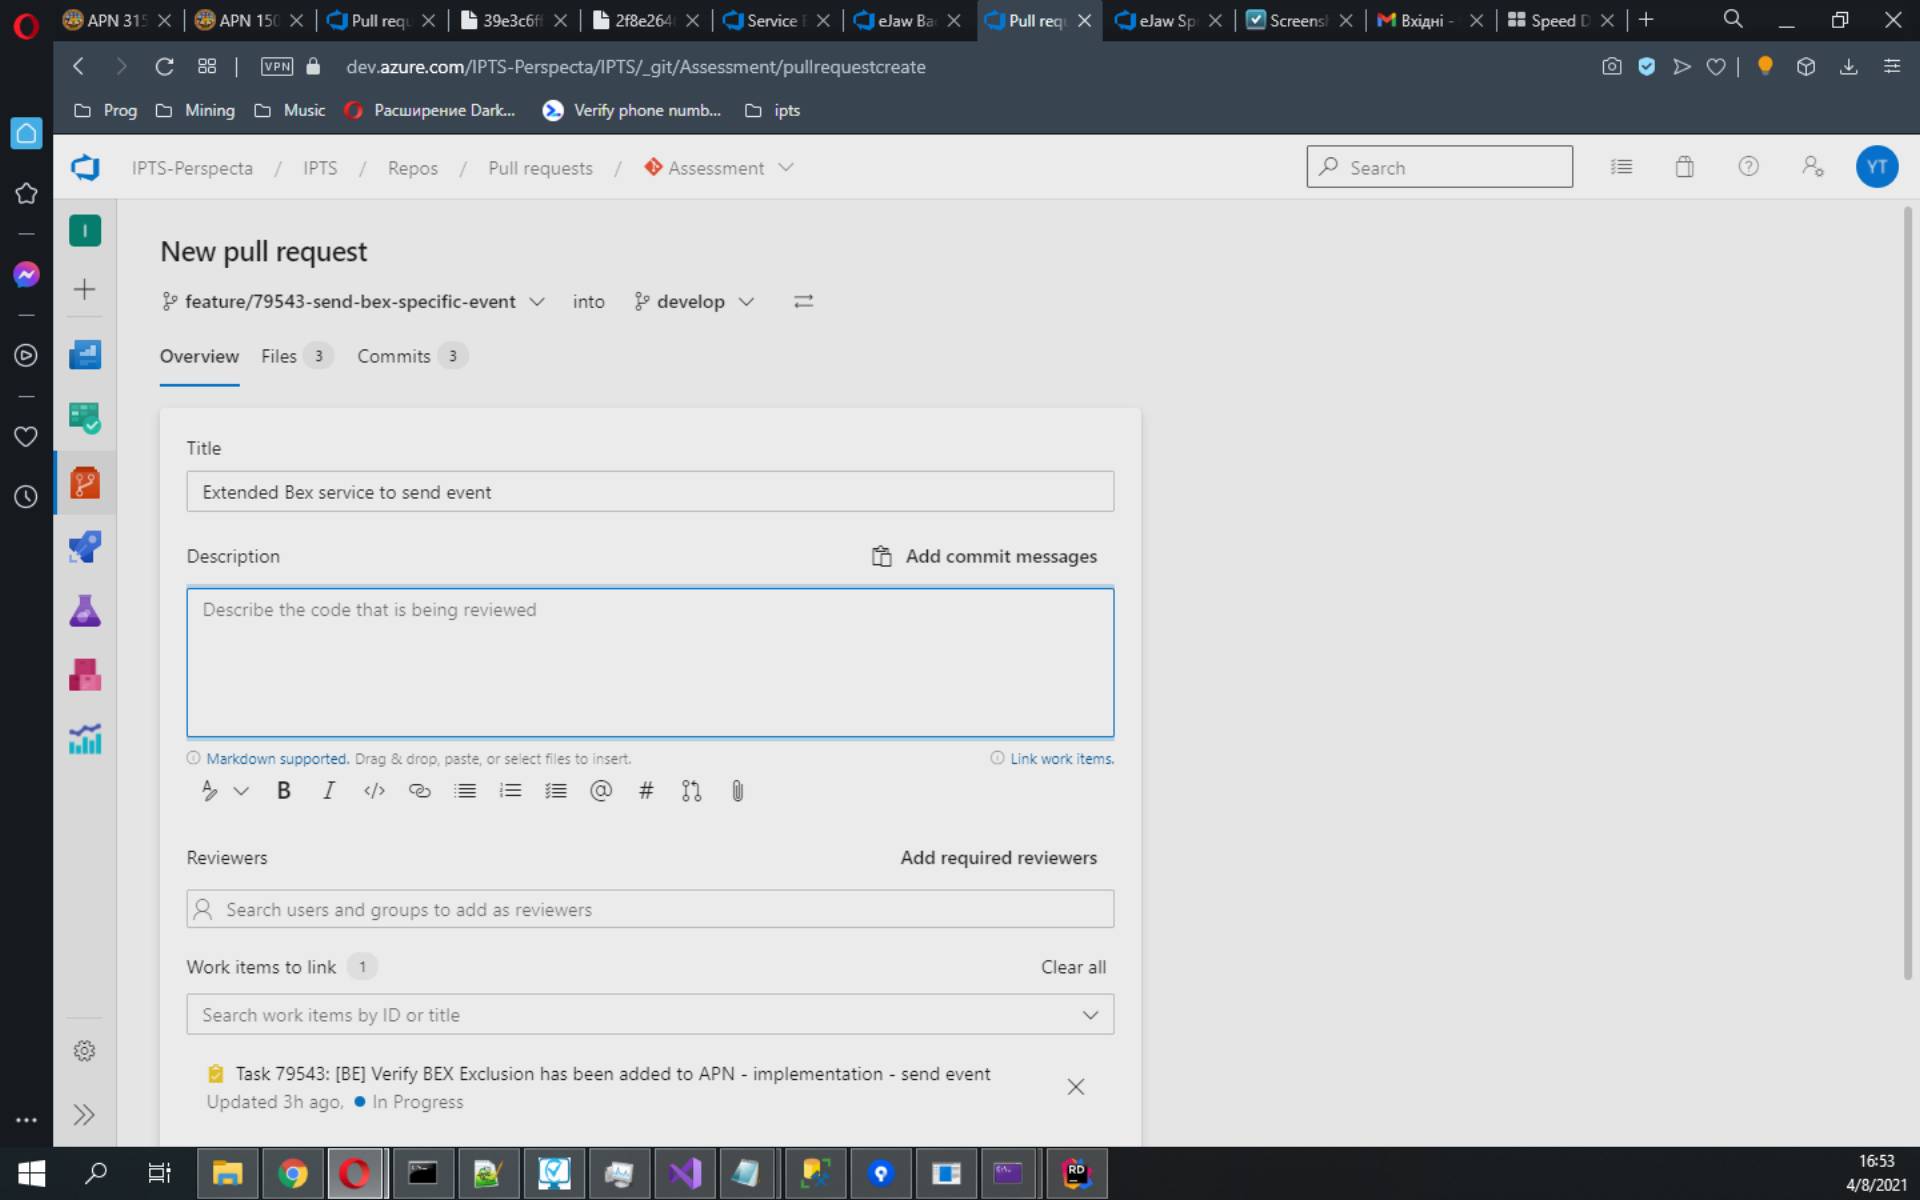 APN 315
APN 150
Pull requ
39e3c6ff
2f8e264
Service
eJaw Ba
Pull req
eJaw Sp
Screensh
Вхідні -
Speed D
VPN
dev.azure.com/IPTS-Perspecta/IPTS/_git/Assessment/pullrequestcreate
Prog
Mining
Music
Расширение Dark...
Verify phone numb...
ipts
IPTS-Perspecta / IPTS / Repos / Pull requests / Assessment
Search
YT
I
New pull request
feature/79543-send-bex-specific-event into develop
Overview Files 3 Commits 3
Title
Extended Bex service to send event
Description
Add commit messages
Describe the code that is being reviewed
Markdown supported. Drag & drop, paste, or select files to insert.
Link work items.
Reviewers
Add required reviewers
Search users and groups to add as reviewers
Work items to link 1
Clear all
Search work items by ID or title
Task 79543: [BE] Verify BEX Exclusion has been added to APN - implementation - send event
Updated 3h ago, In Progress
RD
16:53
4/8/2021